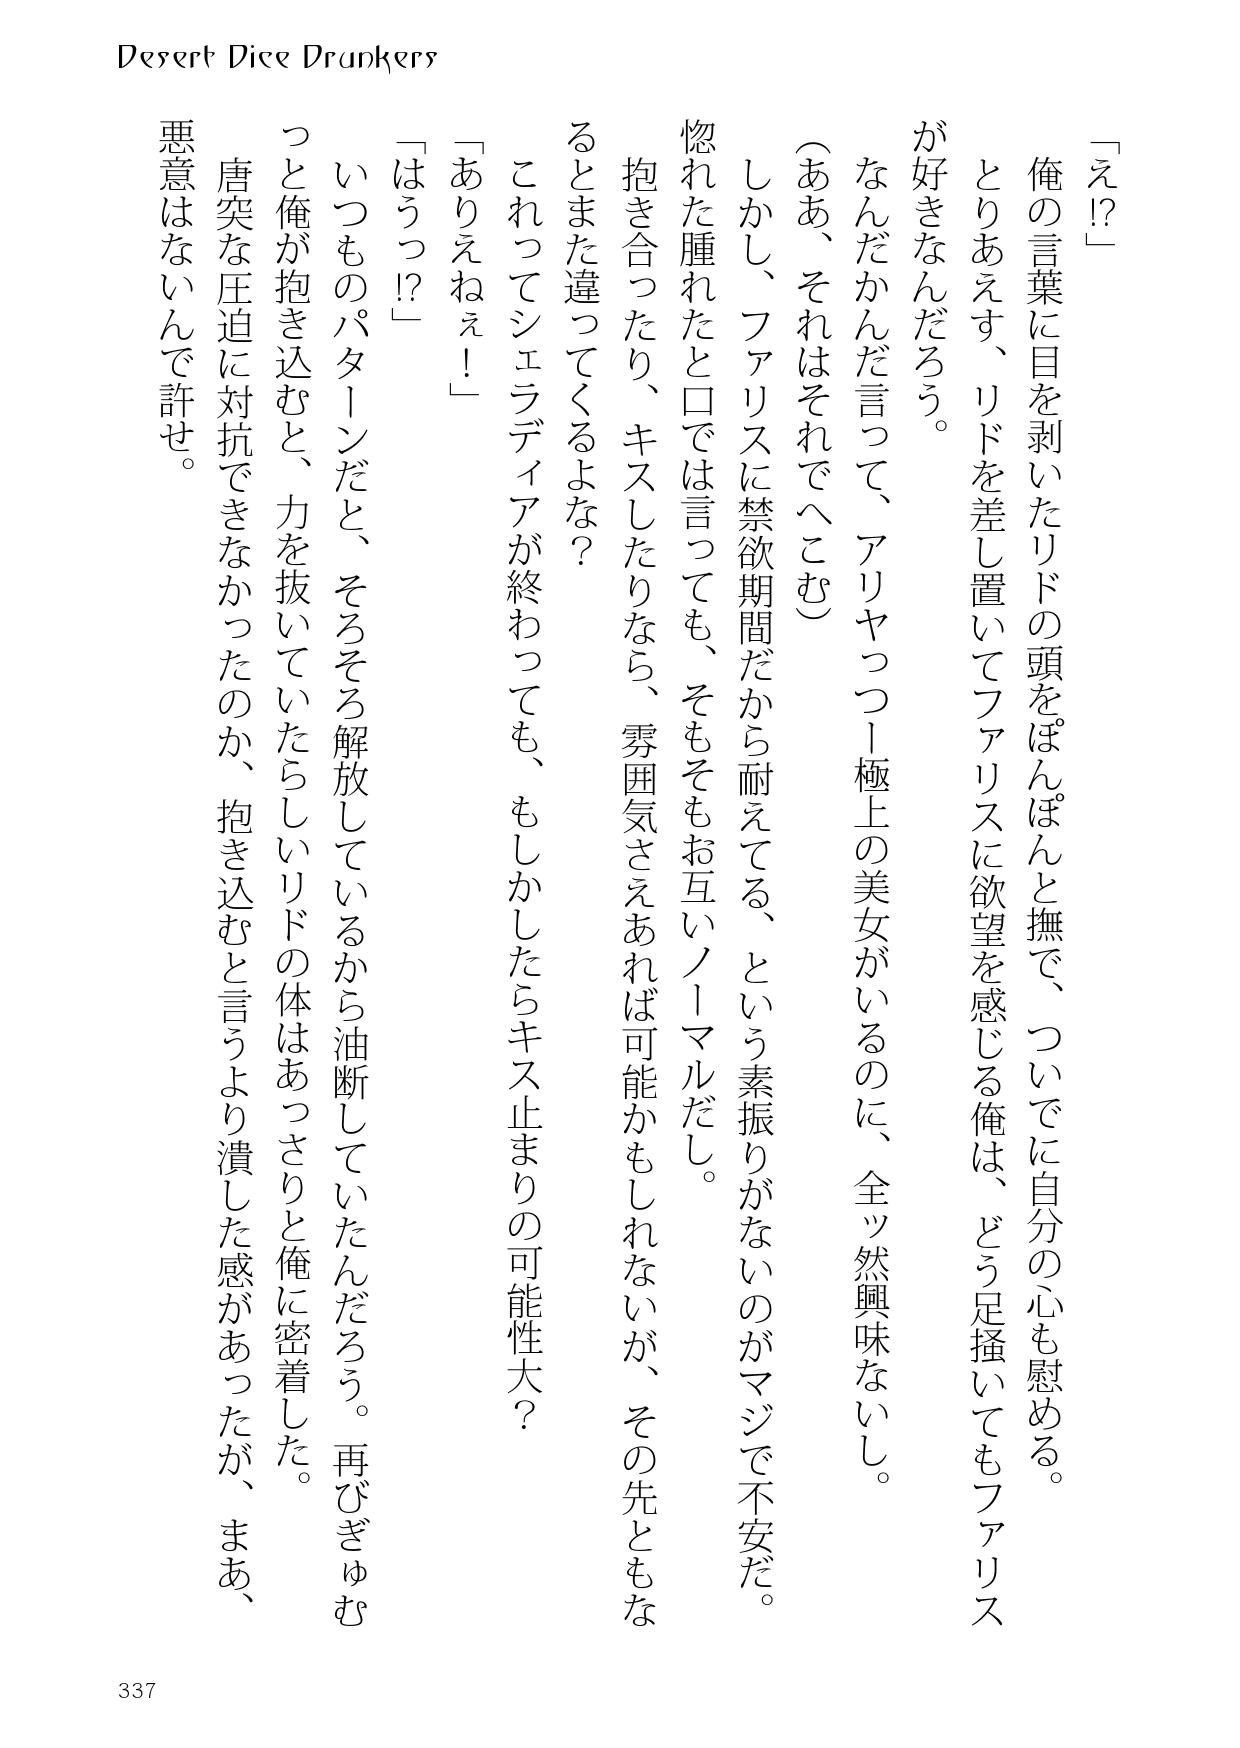 Desert Dice Drunkers
「え!?」
俺の言葉に目を剥いたリドの頭をぽんぽんと撫で、ついでに自分の心も慰める。
とりあえす、リドを差し置いてファリスに欲望を感じる俺は、どう足掻いてもファリス
が好きなんだろう。
なんだかんだ言って、アリヤっつー極上の美女がいるのに、全ッ然興味ないし。
（ああ、それはそれでへこむ）
しかし、ファリスに禁欲期間だから耐えてる、という素振りがないのがマジで不安だ。
惚れた腫れたと口では言っても、そもそもお互いノーマルだし。
抱き合ったり、キスしたりなら、雰囲気さえあれば可能かもしれないが、その先ともな
るとまた違ってくるよな？
これってシェラディアが終わっても、もしかしたらキス止まりの可能性大？
「ありえねぇ！」
「はうっ!?」
いつものパターンだと、そろそろ解放しているから油断していたんだろう。再びぎゅむ
っと俺が抱き込むと、力を抜いていたらしいリドの体はあっさりと俺に密着した。
唐突な圧迫に対抗できなかったのか、抱き込むと言うより潰した感があったが、まあ、
悪意はないんで許せ。
337